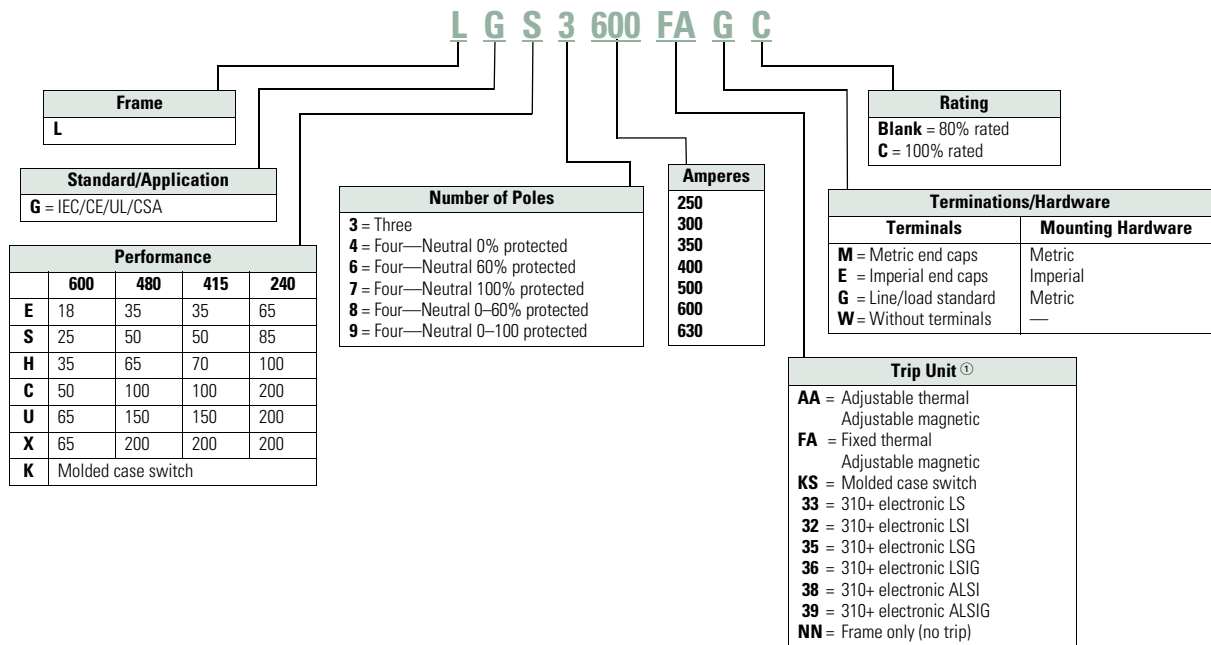 L G S 3 600 FA G C
Frame
L
Standard/Application
G = IEC/CE/UL/CSA
Performance
600 480 415 240
E 18 35 35 65
S 25 50 50 85
H 35 65 70 100
C 50 100 100 200
U 65 150 150 200
X 65 200 200 200
K Molded case switch
Number of Poles
3 = Three
4 = Four—Neutral 0% protected
6 = Four—Neutral 60% protected
7 = Four—Neutral 100% protected
8 = Four—Neutral 0–60% protected
9 = Four—Neutral 0–100 protected
Amperes
250
300
350
400
500
600
630
Rating
Blank = 80% rated
C = 100% rated
Terminations/Hardware
Terminals Mounting Hardware
M = Metric end caps Metric
E = Imperial end caps Imperial
G = Line/load standard Metric
W = Without terminals —
Trip Unit ①
AA = Adjustable thermal
Adjustable magnetic
FA = Fixed thermal
Adjustable magnetic
KS = Molded case switch
33 = 310+ electronic LS
32 = 310+ electronic LSI
35 = 310+ electronic LSG
36 = 310+ electronic LSIG
38 = 310+ electronic ALSI
39 = 310+ electronic ALSIG
NN = Frame only (no trip)